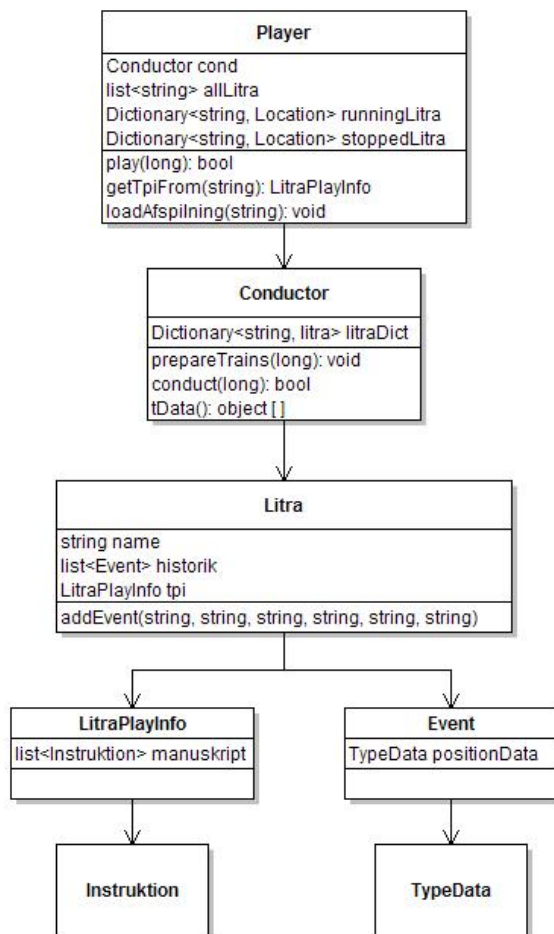 Player
Conductor cond
list<string> allLitra
Dictionary<string, Location> runningLitra
Dictionary<string, Location> stoppedLitra
play(long): bool
getTpiFrom(string): LitraPlayInfo
loadAfspilning(string): void
Conductor
Dictionary<string, litra> litraDict
prepareTrains(long): void
conduct(long): bool
tData(): object [ ]
Litra
string name
list<Event> historik
LitraPlayInfo tpi
addEvent(string, string, string, string, string, string)
LitraPlayInfo
list<Instruktion> manuskript
Event
TypeData positionData
Instruktion
TypeData